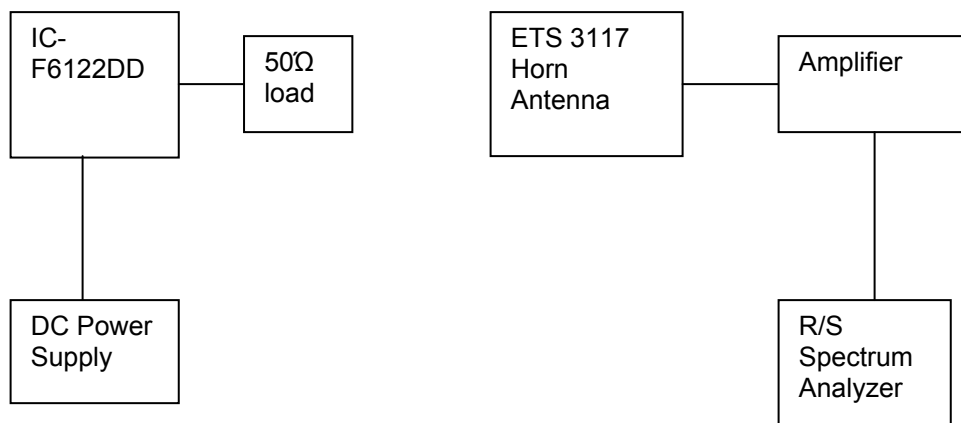 IC-
F6122DD
50Ω
load
ETS 3117
Horn
Antenna
Amplifier
DC Power
Supply
R/S
Spectrum
Analyzer